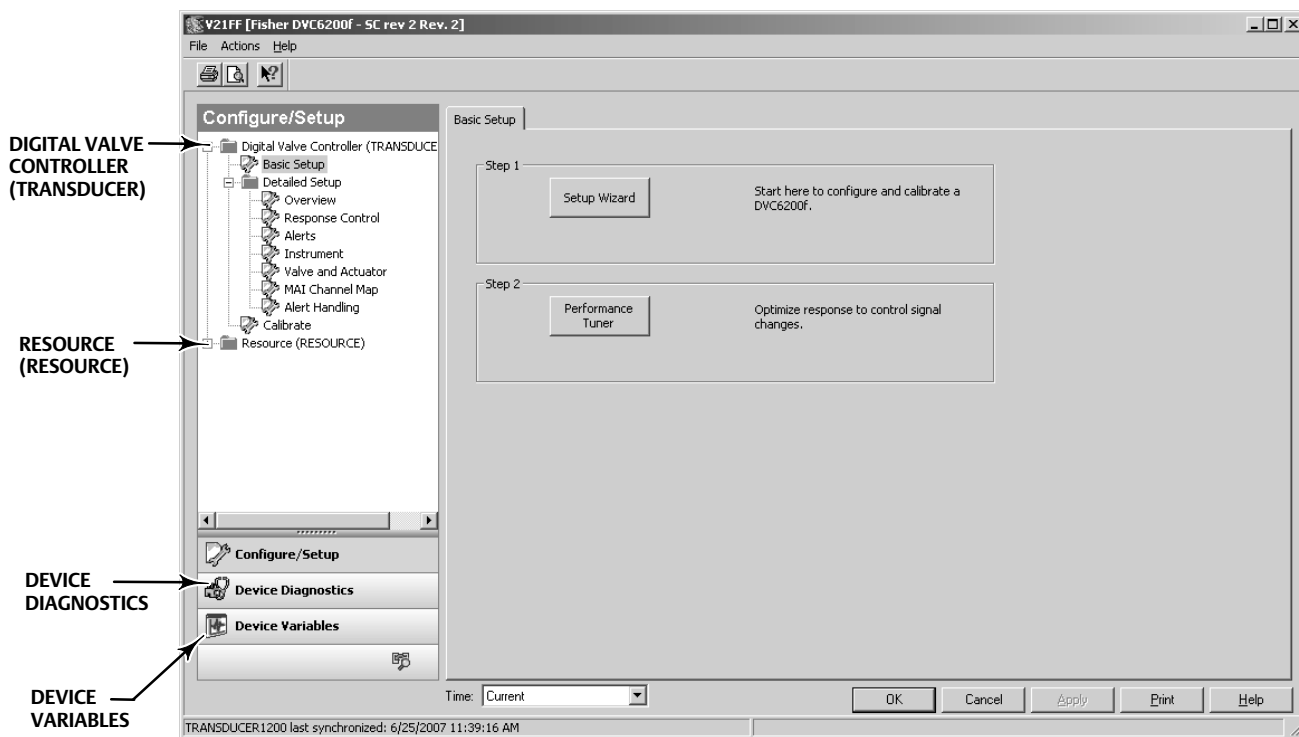 V21FF [Fisher DVC6200f - SC rev 2 Rev. 2]
File Actions Help
Configure/Setup
Digital Valve Controller (TRANSDUCE
Basic Setup
Detailed Setup
Overview
Response Control
Alerts
Instrument
Valve and Actuator
MAI Channel Map
Alert Handling
Calibrate
Resource (RESOURCE)
Configure/Setup
Device Diagnostics
Device Variables
Basic Setup
Step 1
Setup Wizard
Start here to configure and calibrate a
DVC6200f.
Step 2
Performance
Tuner
Optimize response to control signal
changes.
Time: Current
OK Cancel Apply Print Help
TRANSDUCER1200 last synchronized: 6/25/2007 11:39:16 AM
DIGITAL VALVE
CONTROLLER
(TRANSDUCER)
RESOURCE
(RESOURCE)
DEVICE
DIAGNOSTICS
DEVICE
VARIABLES